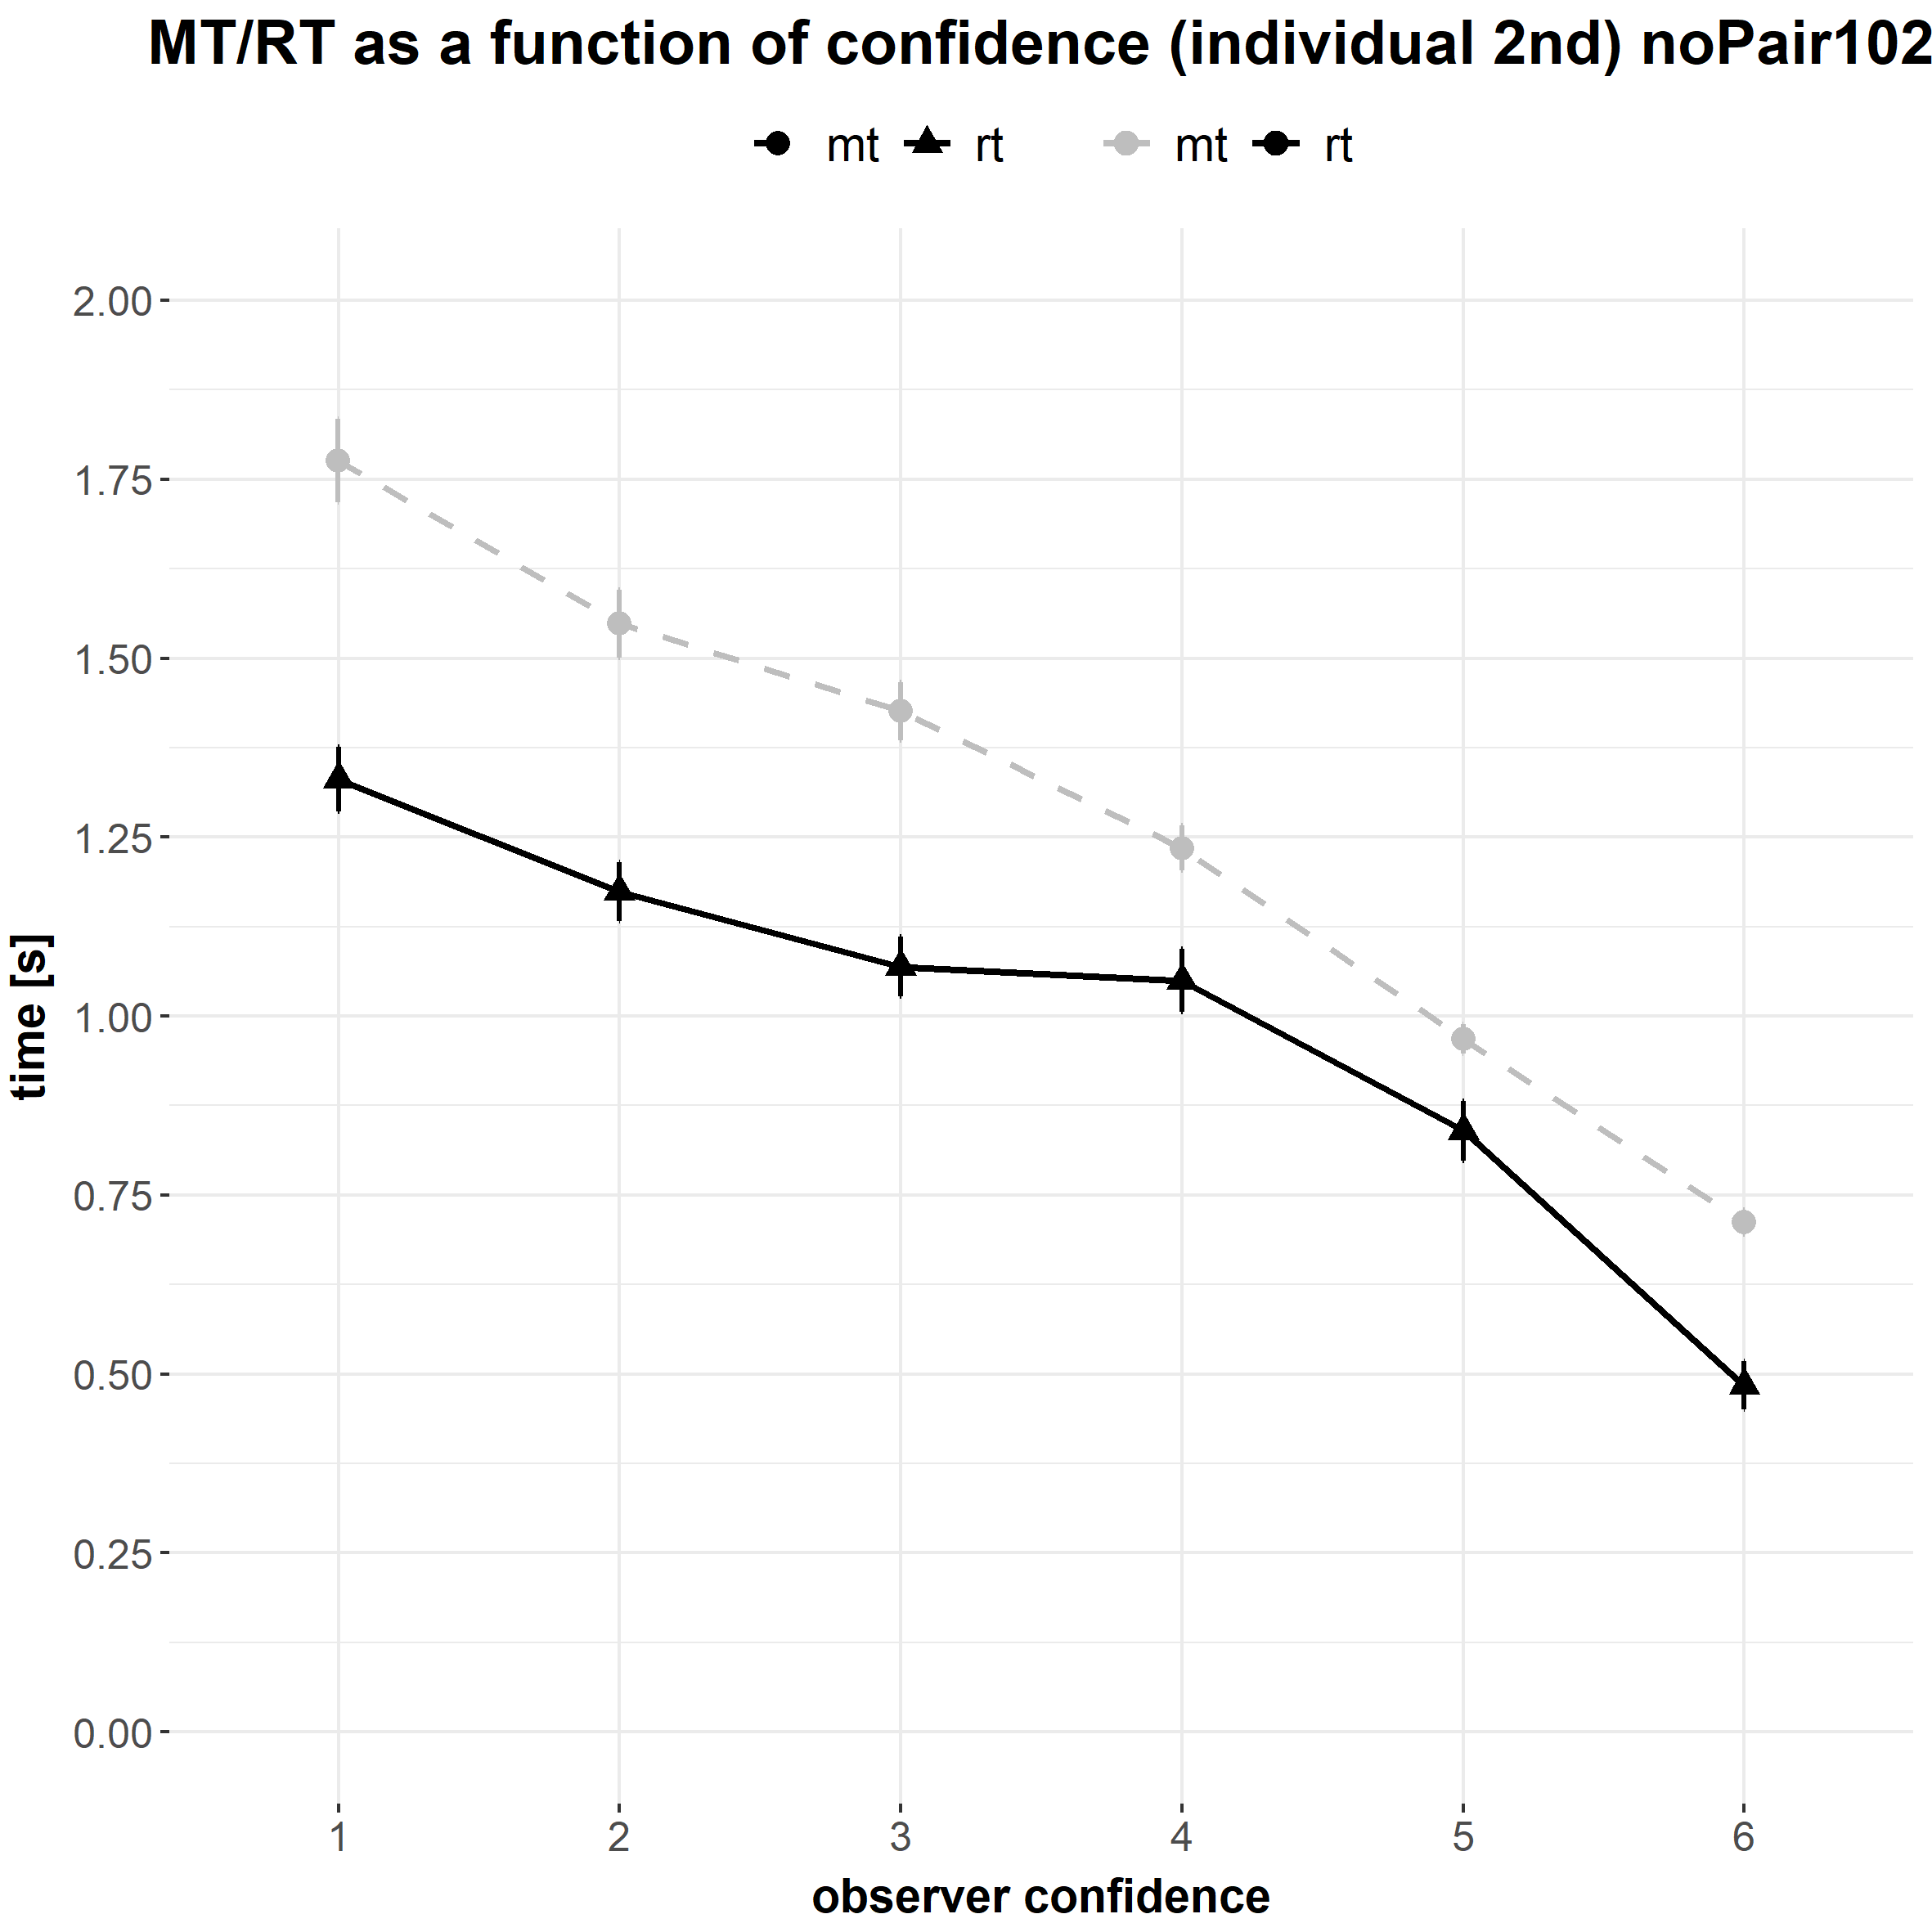 MT/RT as a function of confidence (individual 2nd) noPair102
mt rt mt rt
2.00
1.75
1.50
1.25
1.00
0.75
0.50
0.25
0.00
time [s]
1 2 3 4 5 6
observer confidence